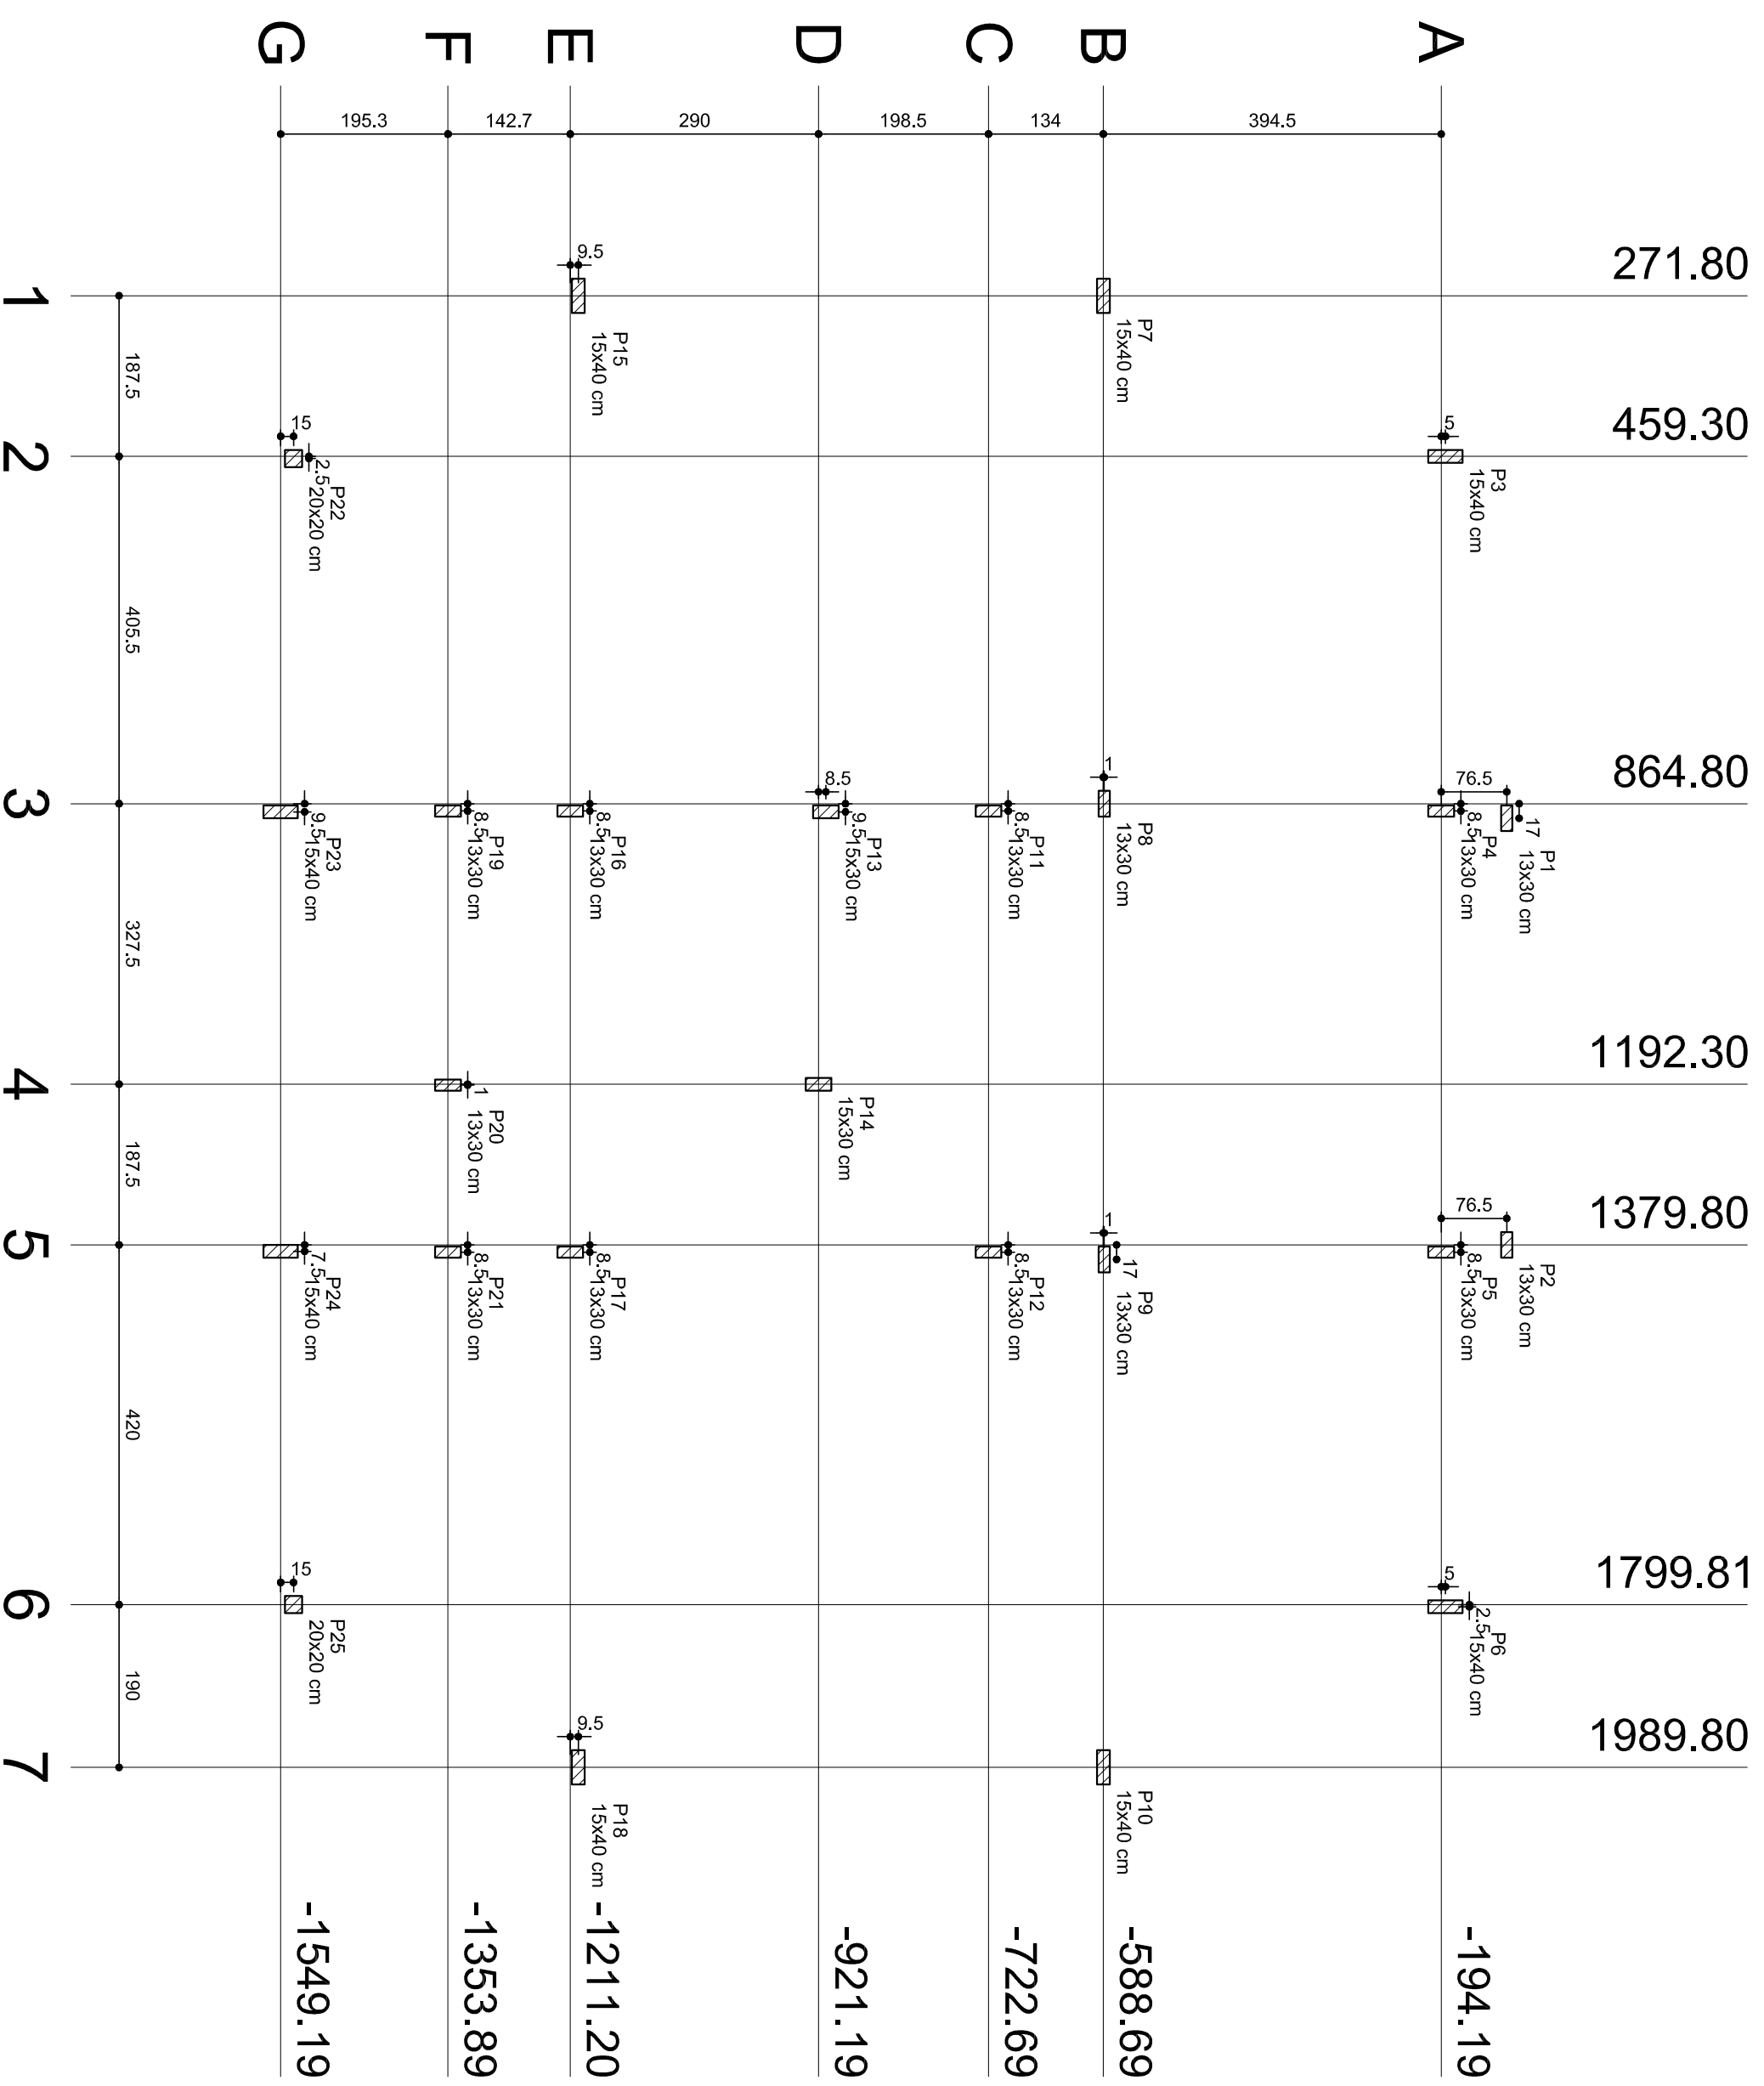 G
F
E
D
C
B
A
195.3
142.7
290
198.5
134
394.5
271.80
1
9.5
P15
15x40 cm
P7
15x40 cm
187.5
459.30
2
15
2.5
P22
20x20 cm
5
P3
15x40 cm
405.5
864.80
3
9.5
P23
15x40 cm
8.5
P19
13x30 cm
8.5
P16
13x30 cm
8.5
9.5
P13
15x30 cm
8.5
P11
13x30 cm
1
P8
13x30 cm
76.5
8.5
P4
13x30 cm
17
P1
13x30 cm
327.5
1192.30
4
1
P20
13x30 cm
P14
15x30 cm
187.5
1379.80
5
7.5
P24
15x40 cm
8.5
P21
13x30 cm
8.5
P17
13x30 cm
8.5
P12
13x30 cm
1
17
P9
13x30 cm
76.5
8.5
P5
13x30 cm
P2
13x30 cm
420
1799.81
6
15
P25
20x20 cm
5
2.5
P6
15x40 cm
190
1989.80
7
9.5
P18
15x40 cm
P10
15x40 cm
-1549.19
-1353.89
-1211.20
-921.19
-722.69
-588.69
-194.19